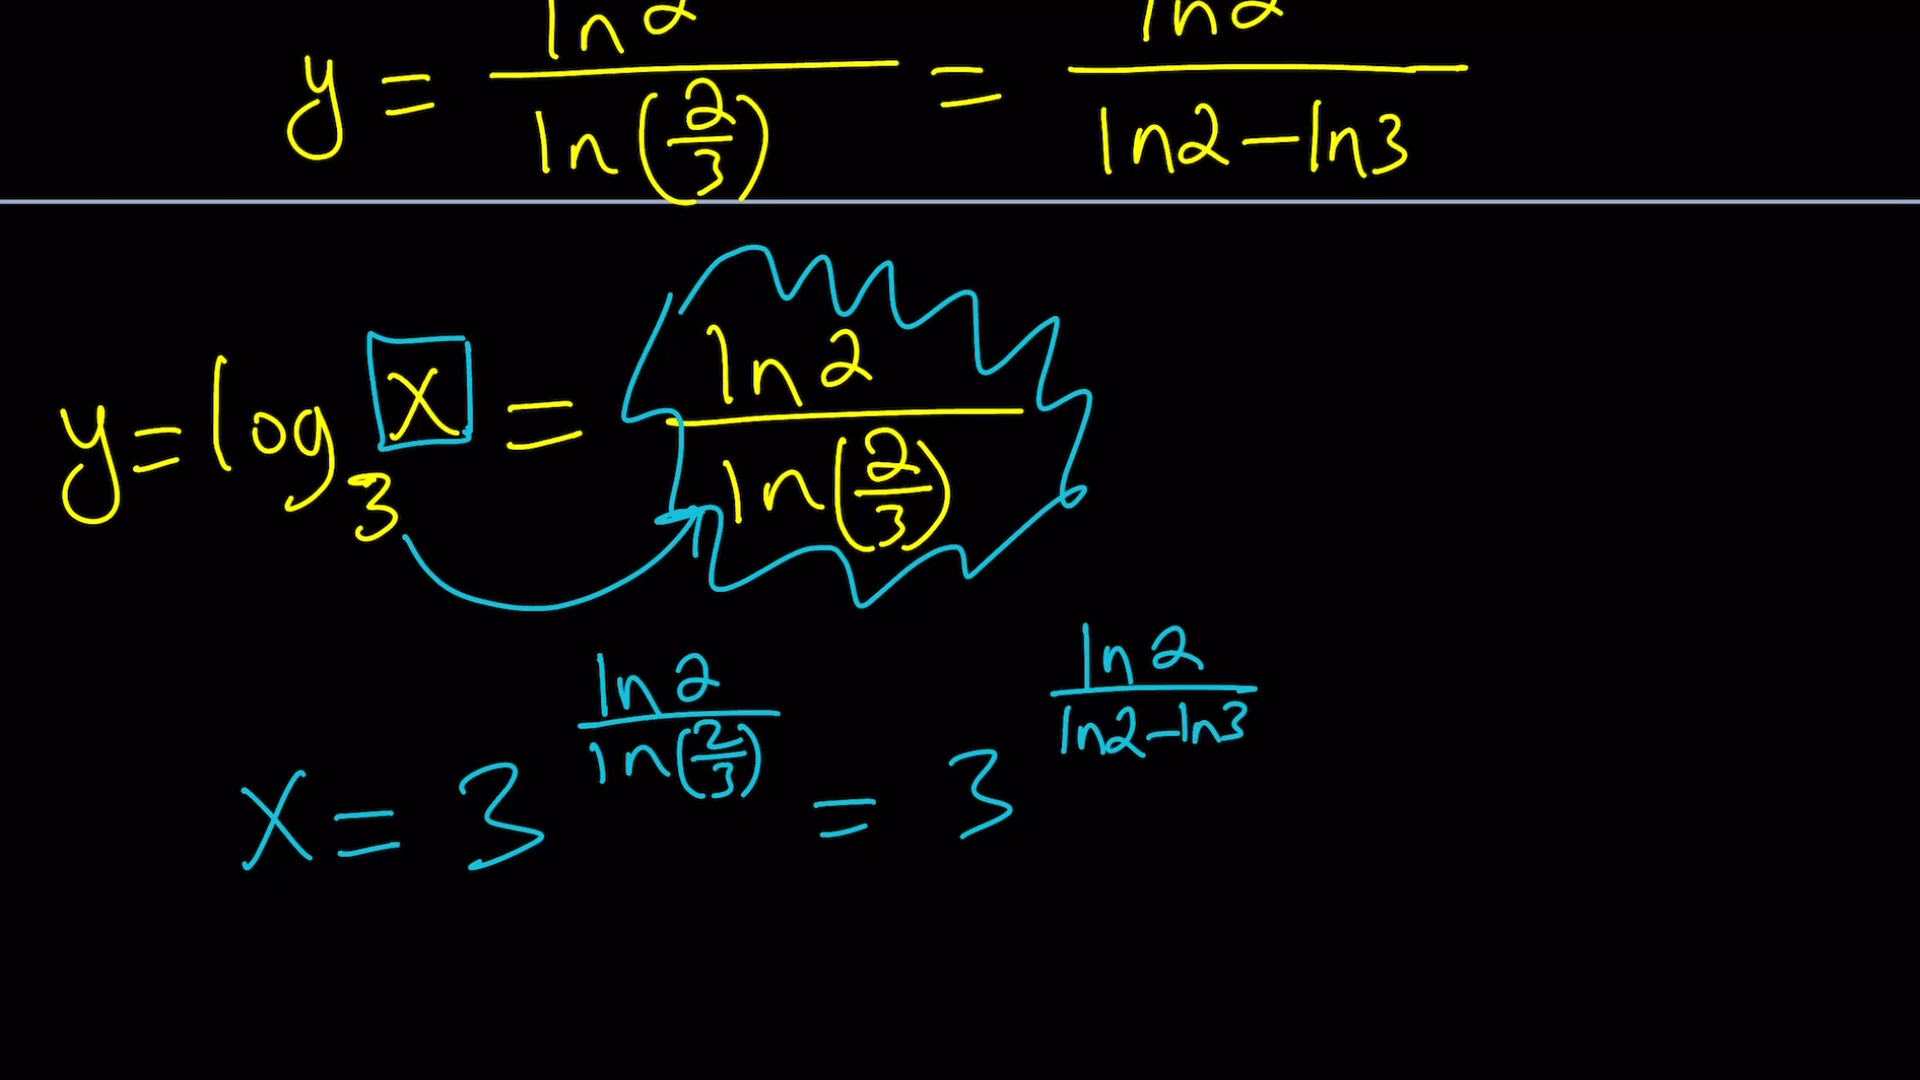 y = ln2 / ln(2/3) = ln2 / ln2 - ln3
y = log_3 x = ln2 / ln(2/3)
x = 3^(ln2 / ln(2/3)) = 3^(ln2 / ln2 - ln3)